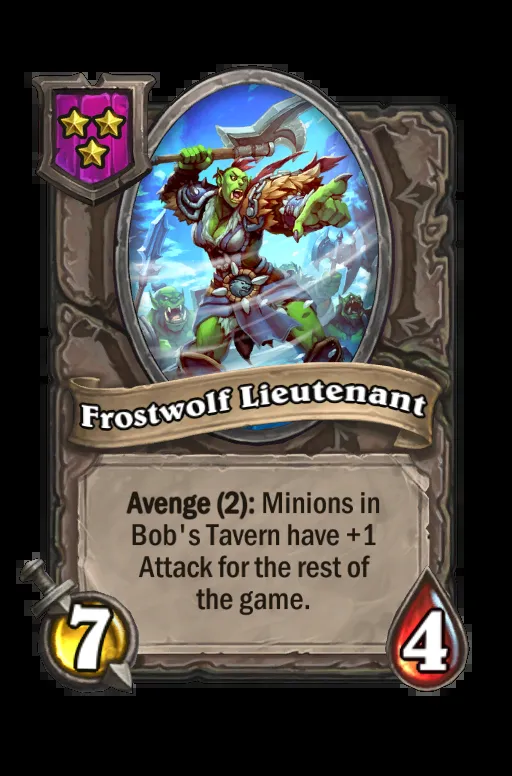 Frostwolf Lieutenant
Avenge (2): Minions in
Bob's Tavern have +1
Attack for the rest of
the game.
7
4